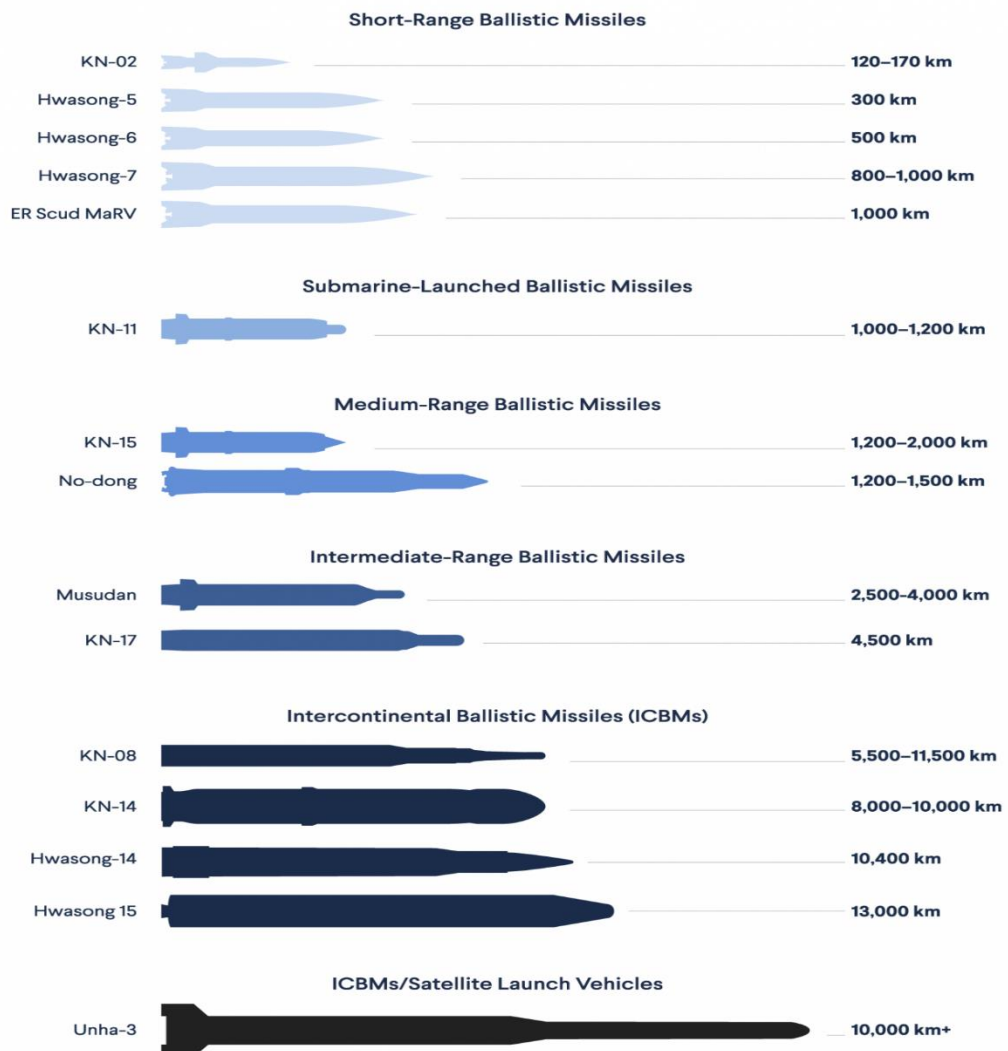 Short-Range Ballistic Missiles
KN-02 120–170 km
Hwasong-5 300 km
Hwasong-6 500 km
Hwasong-7 800–1,000 km
ER Scud MaRV 1,000 km
Submarine-Launched Ballistic Missiles
KN-11 1,000–1,200 km
Medium-Range Ballistic Missiles
KN-15 1,200–2,000 km
No-dong 1,200–1,500 km
Intermediate-Range Ballistic Missiles
Musudan 2,500-4,000 km
KN-17 4,500 km
Intercontinental Ballistic Missiles (ICBMs)
KN-08 5,500–11,500 km
KN-14 8,000–10,000 km
Hwasong-14 10,400 km
Hwasong 15 13,000 km
ICBMs/Satellite Launch Vehicles
Unha-3 10,000 km+